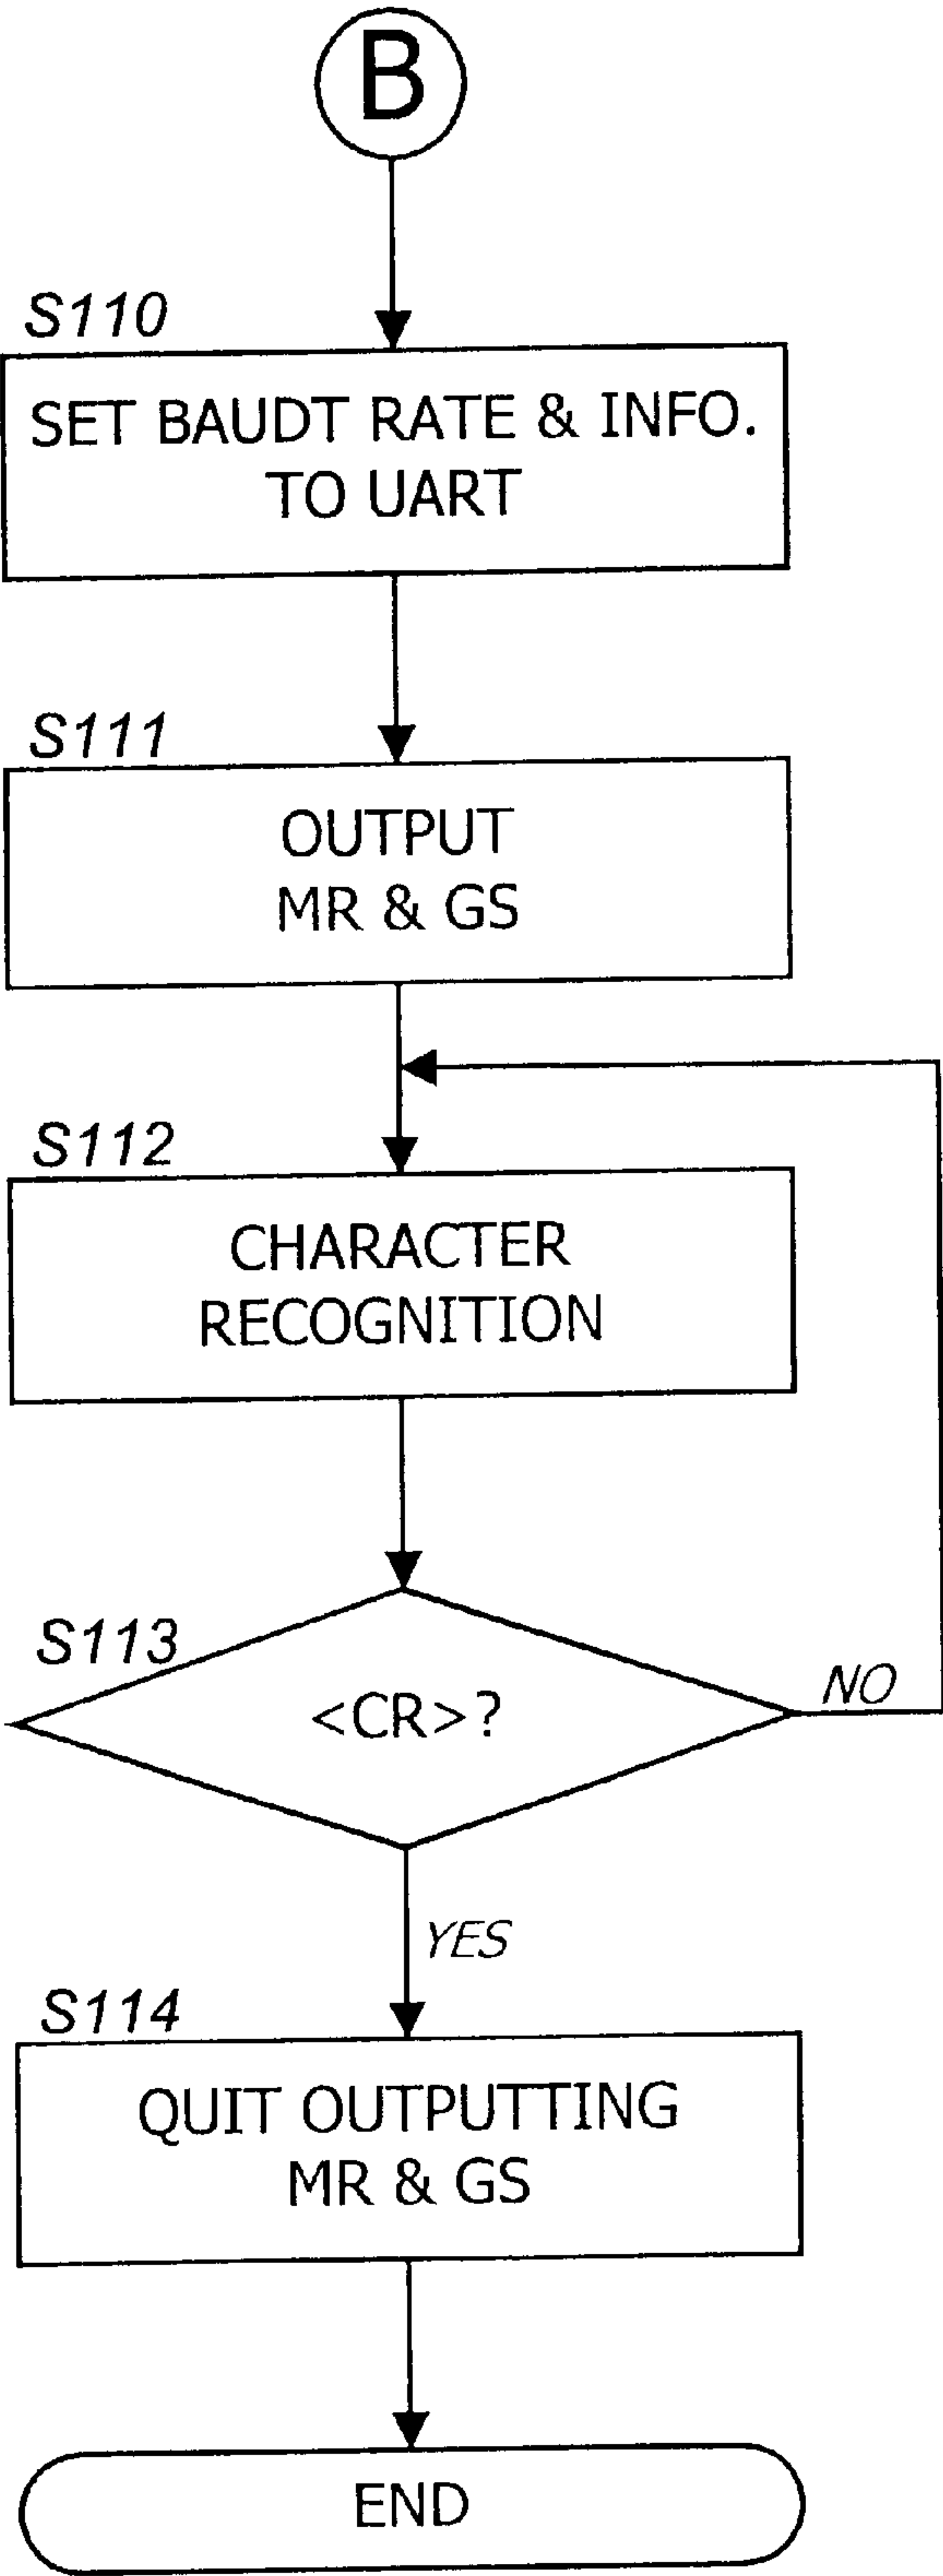 B
S110
SET BAUDT RATE & INFO.
TO UART
S111
OUTPUT
MR & GS
S112
CHARACTER
RECOGNITION
S113
<CR>?
NO
YES
S114
QUIT OUTPUTTING
MR & GS
END